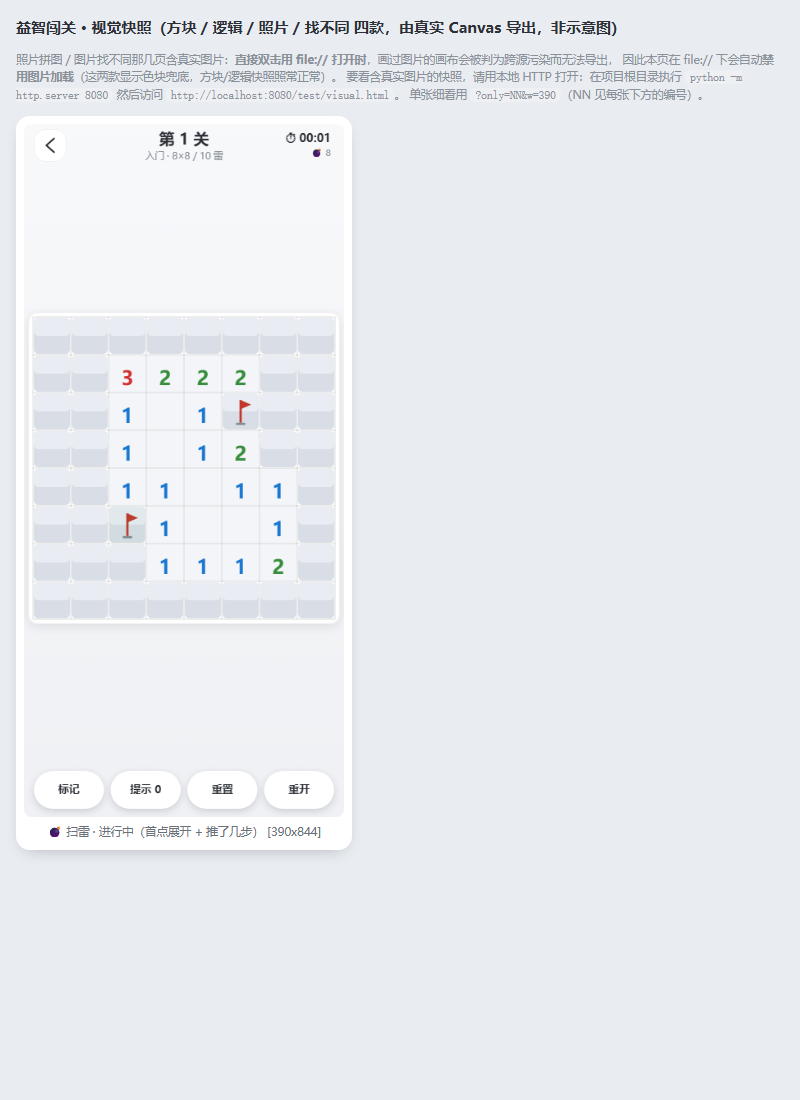 益智闯关 · 视觉快照（方块 / 逻辑 / 照片 / 找不同 四款，由真实 Canvas 导出，非示意图）
照片拼图 / 图片找不同那几页含真实图片：直接双击用 file:// 打开时，画过图片的画布会被判为跨源污染而无法导出， 因此本页在 file:// 下会自动禁
用图片加载（这两款显示色块兜底，方块/逻辑快照照常正常）。 要看含真实图片的快照，请用本地 HTTP 打开：在项目根目录执行 python -m
http.server 8080 然后访问 http://localhost:8080/test/visual.html 。 单张细看用 ?only=NN&w=390 （NN 见每张下方的编号）。
第 1 关
00:01
入门 · 8×8 / 10 雷
8
3 2 2 2
1 1
1 1 2
1 1 1 1
1 1
1 1 1 2
标记 提示 0 重置 重开
扫雷 · 进行中（首点展开 + 推了几步） [390x844]